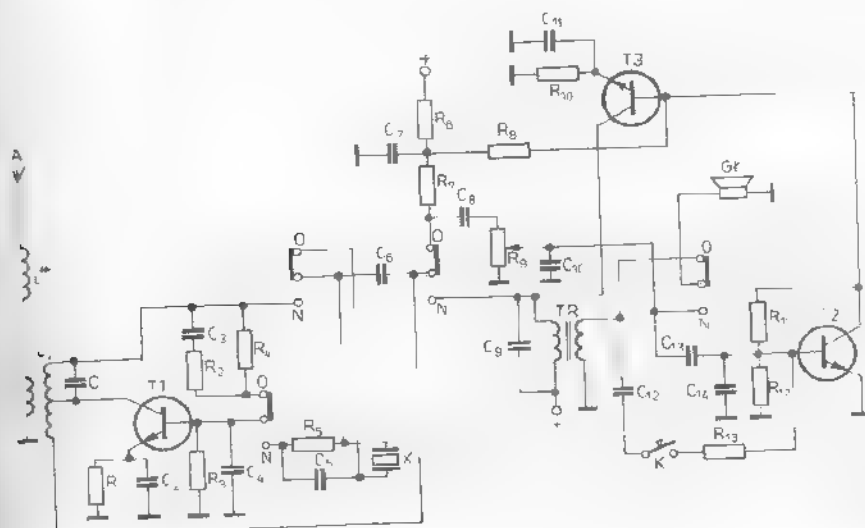 C₁₁
T3
R₁₀
+
R₆
C₇
R₈
A
R₇
Gł
C₈
O
O
C₆
R₉
C₁₀
O
L
N
N
TR
N
R₁₁
C₃
R₄
C₉
C₁₃
R₂
C
T1
R₁₂
O
C₁₂
C₁₄
+
R₅
R₁₃
N
X
K
R
C₂
R₃
C₄
C₅